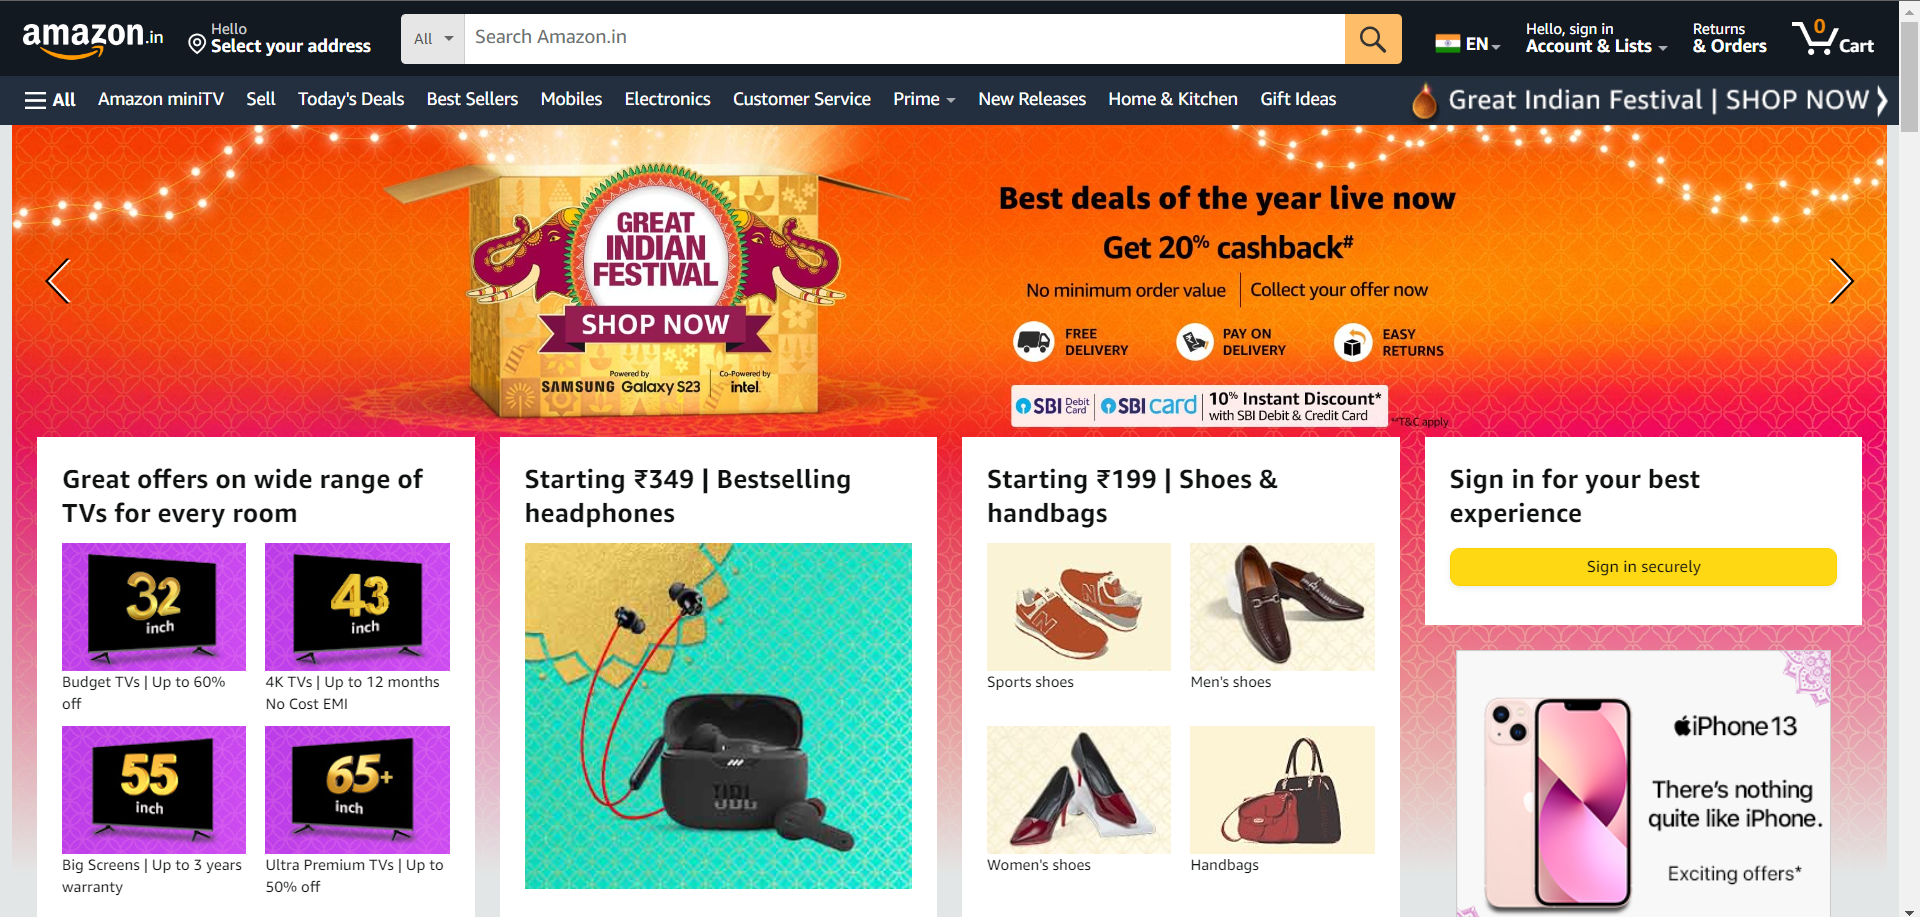 amazon.in
Hello
Select your address
All
Search Amazon.in
EN
Hello, sign in
Account & Lists
Returns
& Orders
0
Cart
All
Amazon miniTV
Sell
Today's Deals
Best Sellers
Mobiles
Electronics
Customer Service
Prime
New Releases
Home & Kitchen
Gift Ideas
Great Indian Festival | SHOP NOW
GREAT
INDIAN
FESTIVAL
SHOP NOW
Powered by
SAMSUNG Galaxy S23
Co-Powered by
intel
Best deals of the year live now
Get 20% cashback#
No minimum order value | Collect your offer now
FREE
DELIVERY
PAY ON
DELIVERY
EASY
RETURNS
SBI Debit
Card
SBI card
10% Instant Discount*
with SBI Debit & Credit Card
**T&C apply
Great offers on wide range of
TVs for every room
32
inch
43
inch
Budget TVs | Up to 60%
off
4K TVs | Up to 12 months
No Cost EMI
55
inch
65+
inch
Big Screens | Up to 3 years
warranty
Ultra Premium TVs | Up to
50% off
Starting ₹349 | Bestselling
headphones
JBL
Starting ₹199 | Shoes &
handbags
Sports shoes
Men's shoes
Women's shoes
Handbags
Sign in for your best
experience
Sign in securely
iPhone 13
There's nothing
quite like iPhone.
Exciting offers*